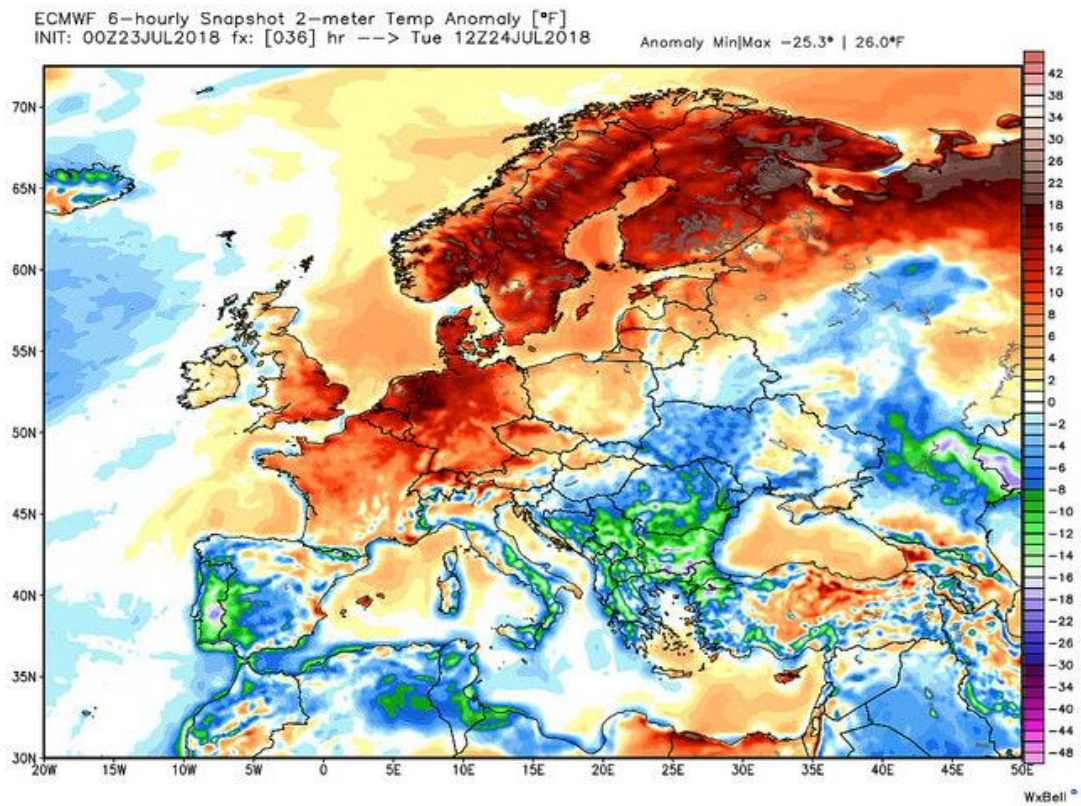 ECMWF 6-hourly Snapshot 2-meter Temp Anomaly [°F]
INIT: 00Z23JUL2018 fx: [036] hr --> Tue 12Z24JUL2018
Anomaly Min|Max -25.3° | 26.0°F
70N
65N
60N
55N
50N
45N
40N
35N
30N
20W 15W 10W 5W 0 5E 10E 15E 20E 25E 30E 35E 40E 45E 50E
42
38
34
30
26
22
18
16
14
12
10
8
6
4
2
0
-2
-4
-6
-8
-10
-12
-14
-16
-18
-22
-26
-30
-34
-40
-44
-48
WxBell